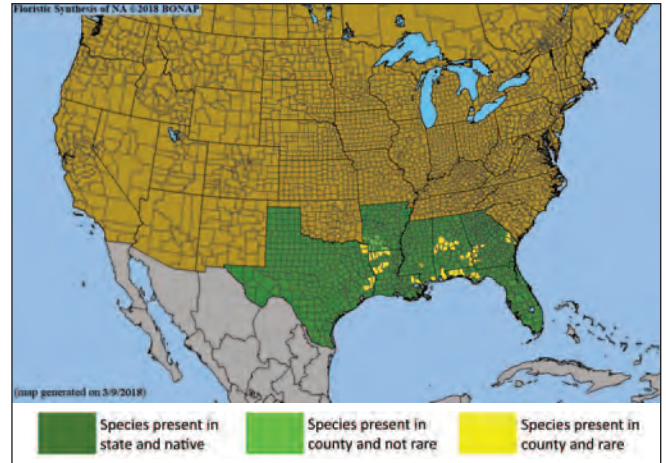 Floristic Synthesis of NA ©2018 BONAP
(map generated on 3/9/2018)
Species present in
state and native
Species present in
county and not rare
Species present in
county and rare